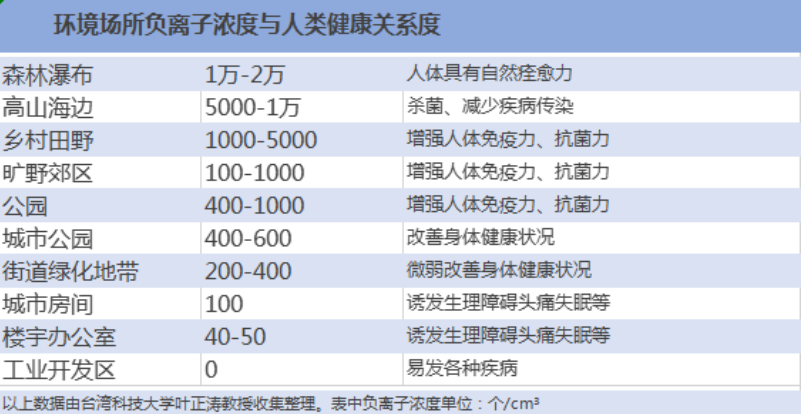 环境场所负离子浓度与人类健康关系度
森林瀑布 1万-2万 人体具有自然痊愈力
高山海边 5000-1万 杀菌、减少疾病传染
乡村田野 1000-5000 增强人体免疫力、抗菌力
旷野郊区 100-1000 增强人体免疫力、抗菌力
公园 400-1000 增强人体免疫力、抗菌力
城市公园 400-600 改善身体健康状况
街道绿化地带 200-400 微弱改善身体健康状况
城市房间 100 诱发生理障碍头痛失眠等
楼宇办公室 40-50 诱发生理障碍头痛失眠等
工业开发区 0 易发各种疾病
以上数据由台湾科技大学叶正涛教授收集整理。表中负离子浓度单位：个/cm³